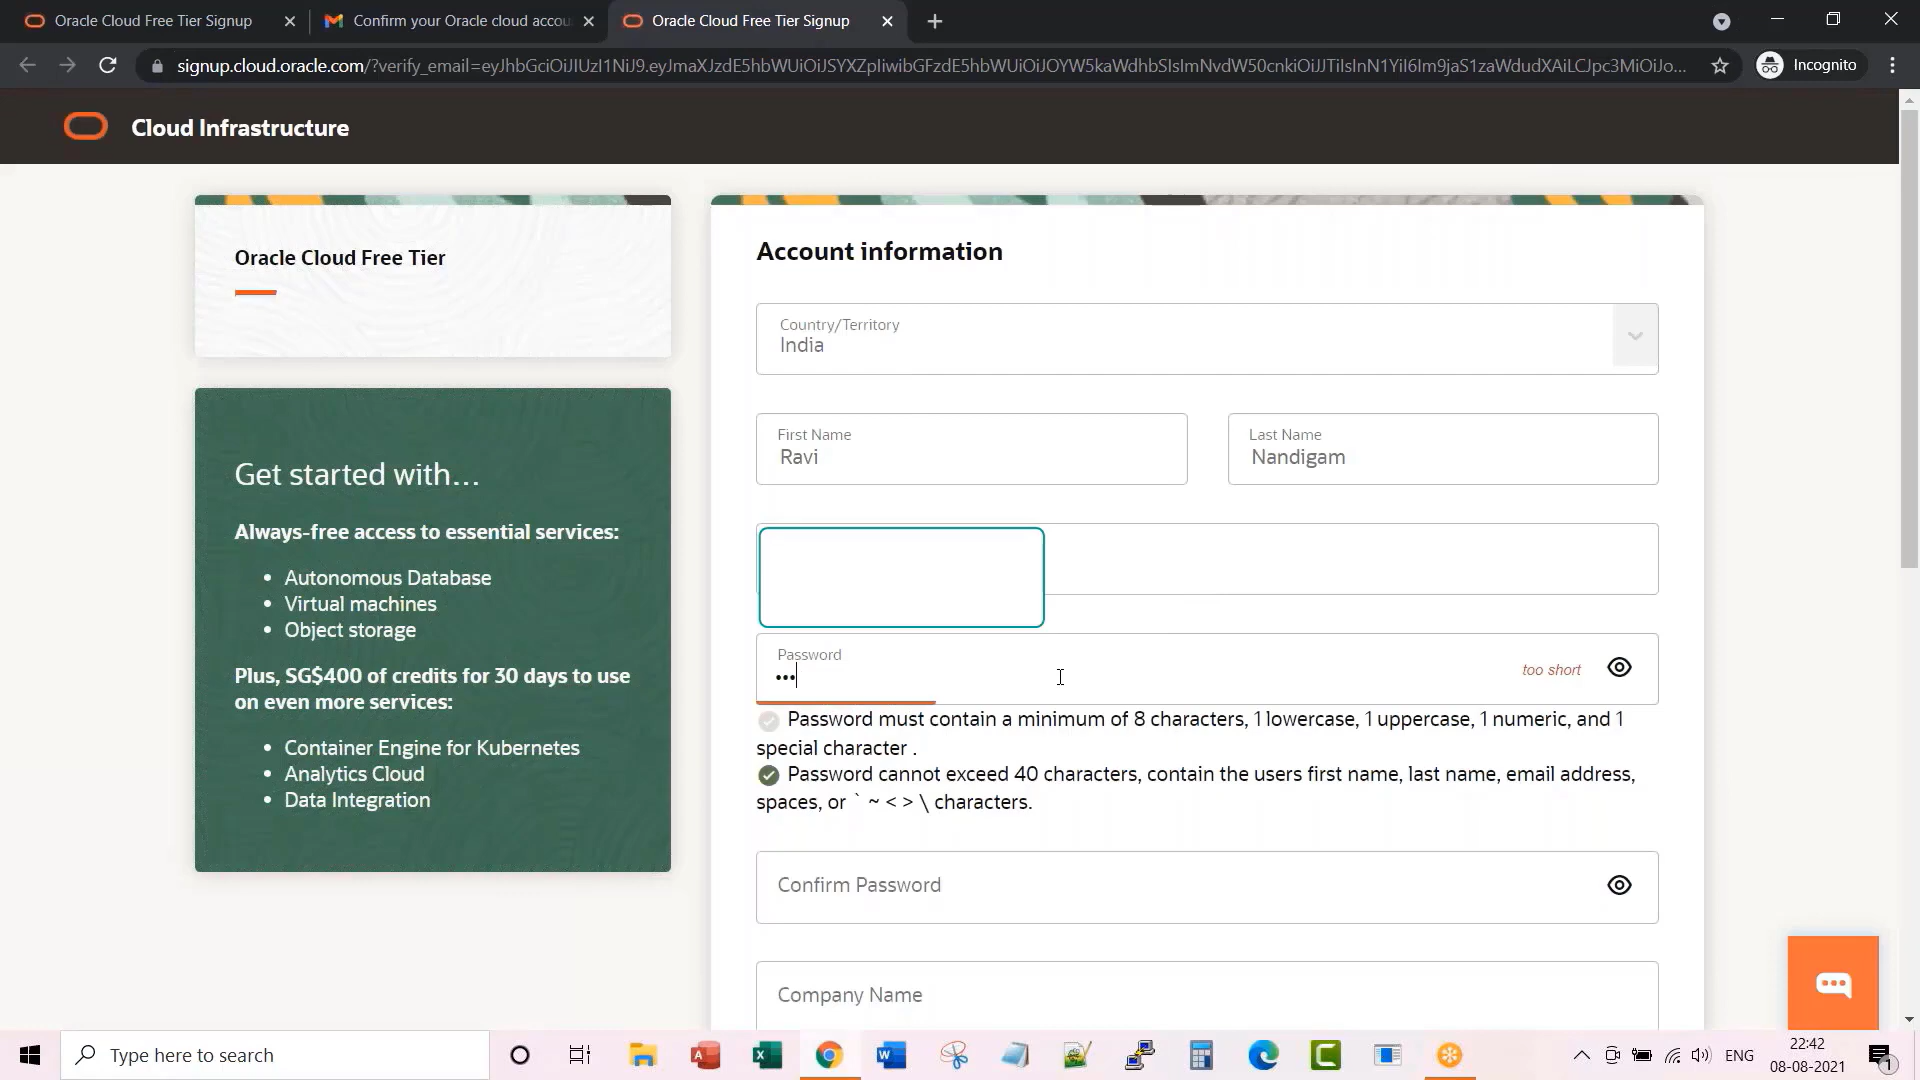 Oracle Cloud Free Tier Signup
Confirm your Oracle cloud accou
Oracle Cloud Free Tier Signup
signup.cloud.oracle.com/?verify_email=eyJhbGciOiJIUzI1NiJ9.eyJmaXJzdE5hbWUiOiJSYXZpIiwibGFzdE5hbWUiOiJOYW5kaWdhbSIsImNvdW50cnkiOiJJTiIsInN1YiI6Im9jaS1zaWdudXAiLCJpc3MiOiJo...
Incognito
Cloud Infrastructure
Oracle Cloud Free Tier
Get started with...
Always-free access to essential services:
• Autonomous Database
• Virtual machines
• Object storage
Plus, SG$400 of credits for 30 days to use
on even more services:
• Container Engine for Kubernetes
• Analytics Cloud
• Data Integration
Account information
Country/Territory
India
First Name
Ravi
Last Name
Nandigam
Password
•••
too short
Password must contain a minimum of 8 characters, 1 lowercase, 1 uppercase, 1 numeric, and 1
special character .
Password cannot exceed 40 characters, contain the users first name, last name, email address,
spaces, or ` ~ < > \ characters.
Confirm Password
Company Name
Type here to search
ENG
22:42
08-08-2021
1